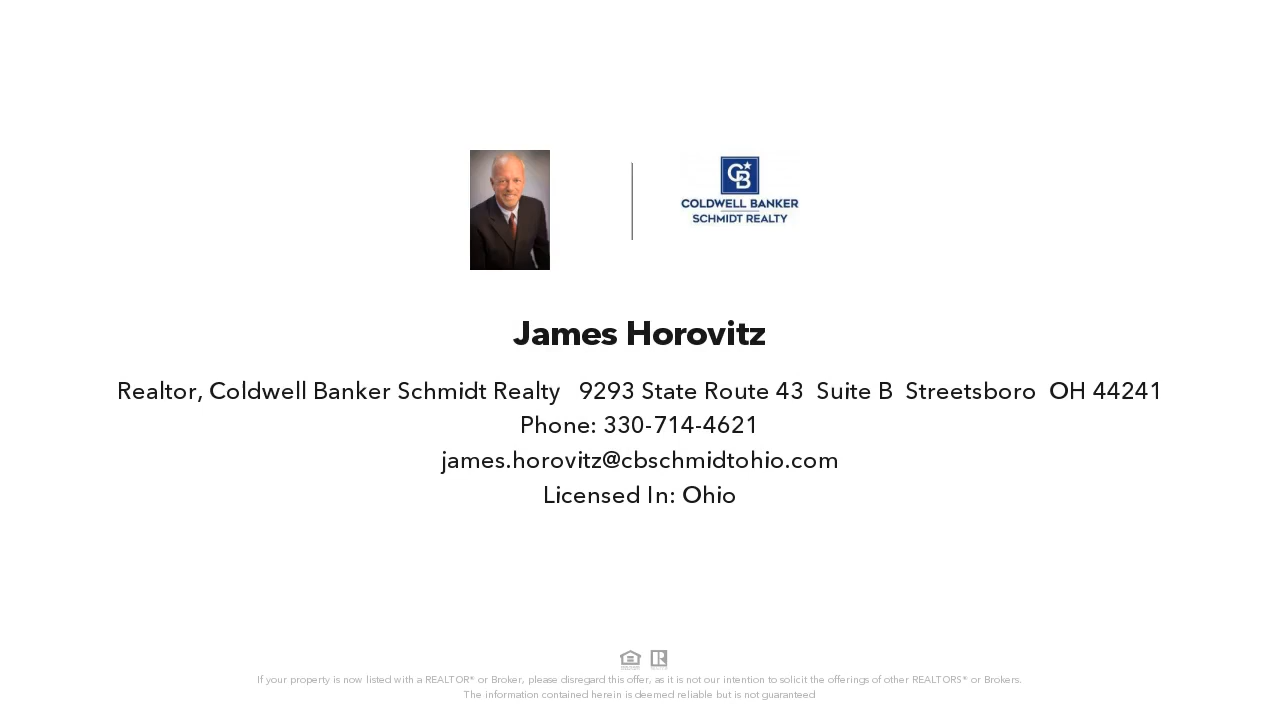 CB
COLDWELL BANKER
SCHMIDT REALTY
James Horovitz
Realtor, Coldwell Banker Schmidt Realty   9293 State Route 43  Suite B  Streetsboro  OH 44241
Phone: 330-714-4621
james.horovitz@cbschmidtohio.com
Licensed In: Ohio
If your property is now listed with a REALTOR® or Broker, please disregard this offer, as it is not our intention to solicit the offerings of other REALTORS® or Brokers.
The information contained herein is deemed reliable but is not guaranteed